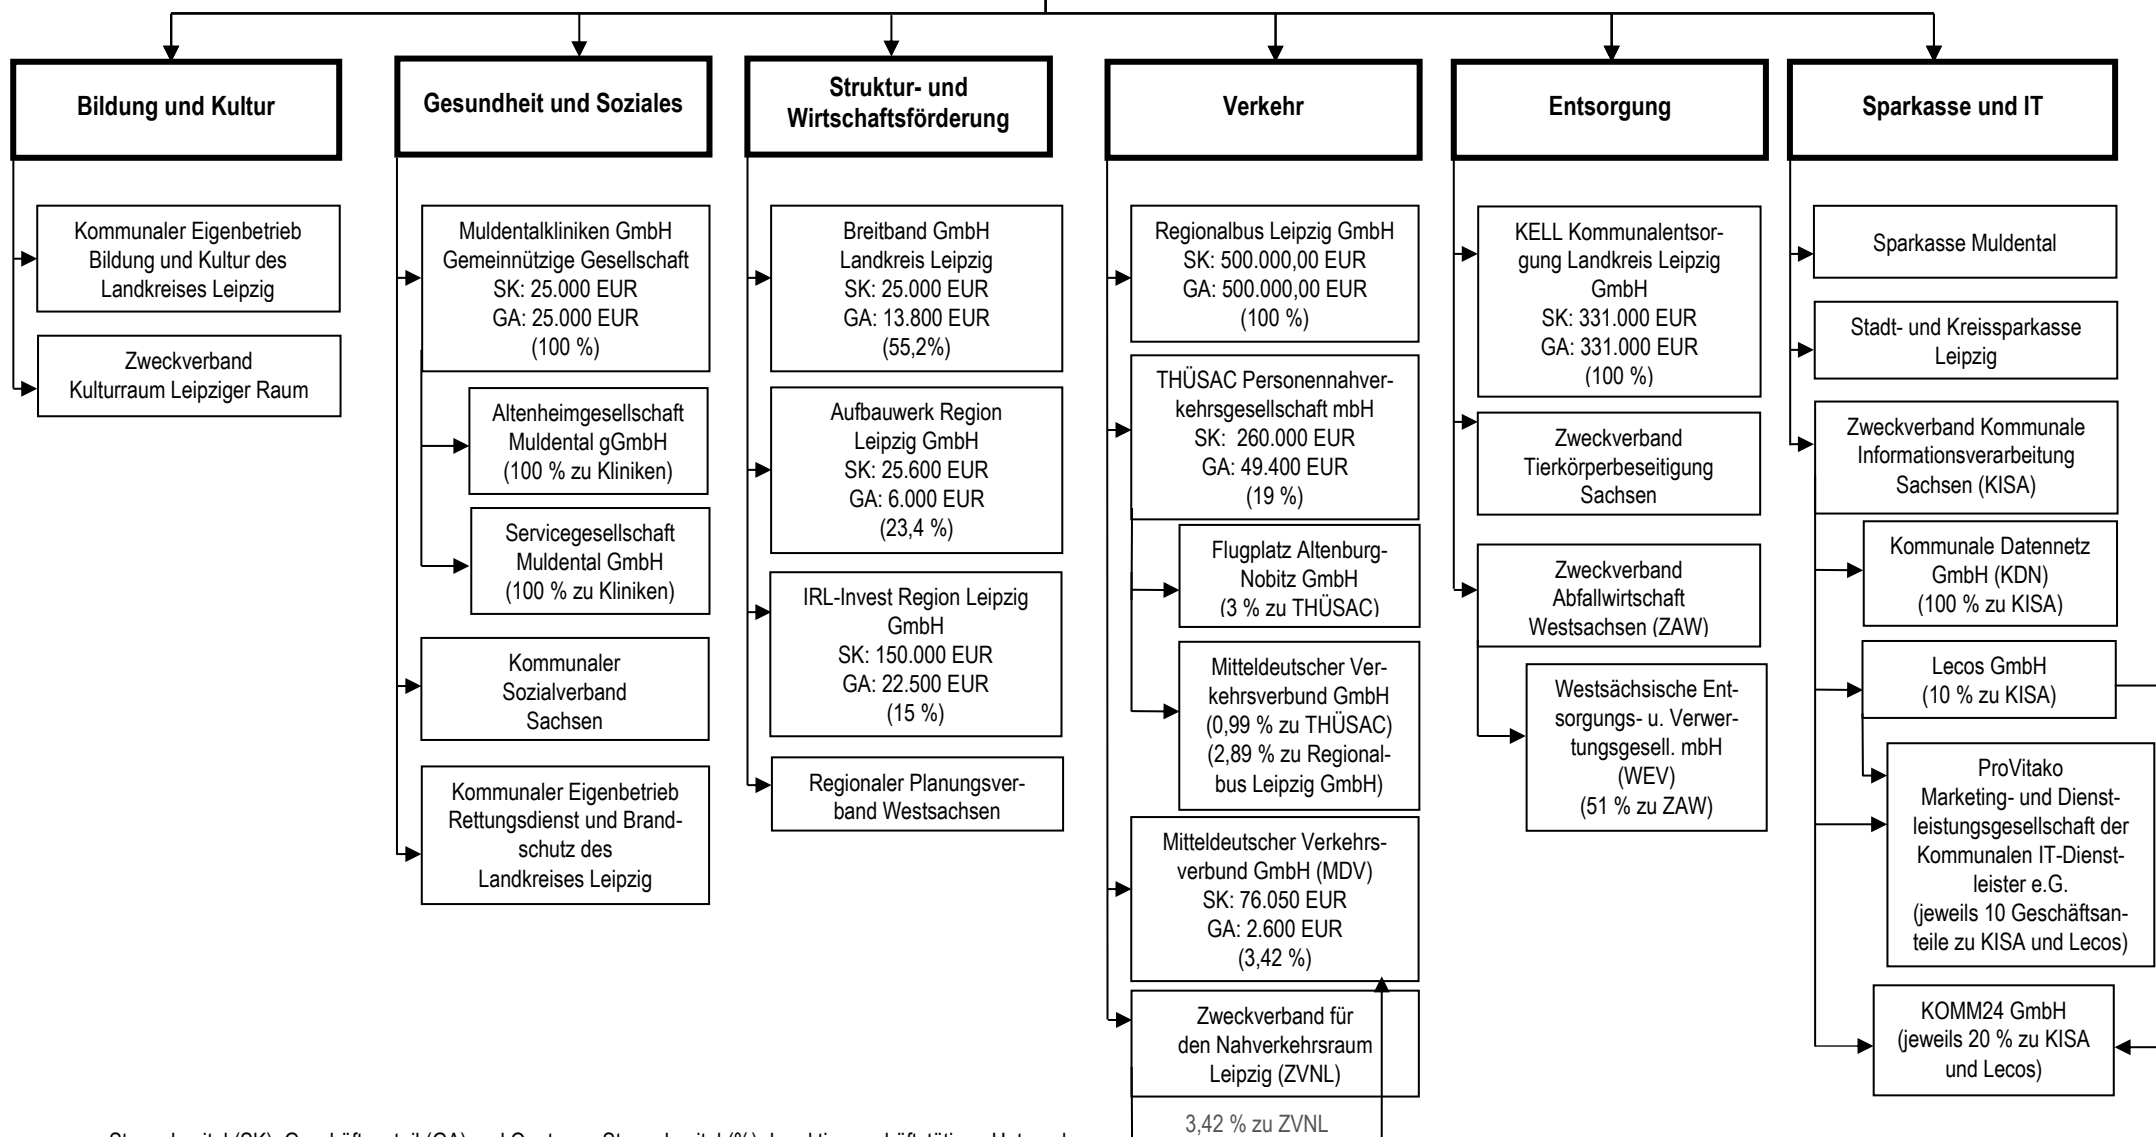 Bildung und Kultur
Kommunaler Eigenbetrieb
Bildung und Kultur des
Landkreises Leipzig
Zweckverband
Kulturraum Leipziger Raum
Gesundheit und Soziales
Muldentalkliniken GmbH
Gemeinnützige Gesellschaft
SK: 25.000 EUR
GA: 25.000 EUR
(100 %)
Altenheimgesellschaft
Muldental gGmbH
(100 % zu Kliniken)
Servicegesellschaft
Muldental GmbH
(100 % zu Kliniken)
Kommunaler
Sozialverband
Sachsen
Kommunaler Eigenbetrieb
Rettungsdienst und Brand-
schutz des
Landkreises Leipzig
Struktur- und
Wirtschaftsförderung
Breitband GmbH
Landkreis Leipzig
SK: 25.000 EUR
GA: 13.800 EUR
(55,2%)
Aufbauwerk Region
Leipzig GmbH
SK: 25.600 EUR
GA: 6.000 EUR
(23,4 %)
IRL-Invest Region Leipzig
GmbH
SK: 150.000 EUR
GA: 22.500 EUR
(15 %)
Regionaler Planungsver-
band Westsachsen
Verkehr
Regionalbus Leipzig GmbH
SK: 500.000,00 EUR
GA: 500.000,00 EUR
(100 %)
THÜSAC Personennahver-
kehrsgesellschaft mbH
SK: 260.000 EUR
GA: 49.400 EUR
(19 %)
Flugplatz Altenburg-
Nobitz GmbH
(3 % zu THÜSAC)
Mitteldeutscher Ver-
kehrsverbund GmbH
(0,99 % zu THÜSAC)
(2,89 % zu Regional-
bus Leipzig GmbH)
Mitteldeutscher Verkehrs-
verbund GmbH (MDV)
SK: 76.050 EUR
GA: 2.600 EUR
(3,42 %)
Zweckverband für
den Nahverkehrsraum
Leipzig (ZVNL)
3,42 % zu ZVNL
Entsorgung
KELL Kommunalentsor-
gung Landkreis Leipzig
GmbH
SK: 331.000 EUR
GA: 331.000 EUR
(100 %)
Zweckverband
Tierkörperbeseitigung
Sachsen
Zweckverband
Abfallwirtschaft
Westsachsen (ZAW)
Westsächsische Ent-
sorgungs- u. Verwer-
tungsgesell. mbH
(WEV)
(51 % zu ZAW)
Sparkasse und IT
Sparkasse Muldental
Stadt- und Kreissparkasse
Leipzig
Zweckverband Kommunale
Informationsverarbeitung
Sachsen (KISA)
Kommunale Datennetz
GmbH (KDN)
(100 % zu KISA)
Lecos GmbH
(10 % zu KISA)
ProVitako
Marketing- und Dienst-
leistungsgesellschaft der
Kommunalen IT-Dienst-
leister e.G.
(jeweils 10 Geschäftsan-
teile zu KISA und Lecos)
KOMM24 GmbH
(jeweils 20 % zu KISA
und Lecos)